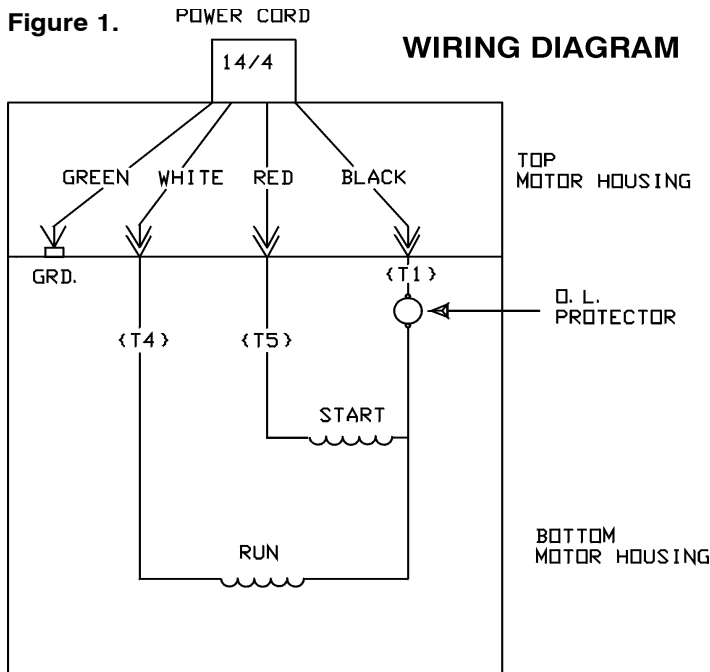 Figure 1.
POWER CORD
WIRING DIAGRAM
14/4
GREEN
WHITE
RED
BLACK
TOP
MOTOR HOUSING
GRD.
{T1}
O. L.
PROTECTOR
{T4}
{T5}
START
RUN
BOTTOM
MOTOR HOUSING